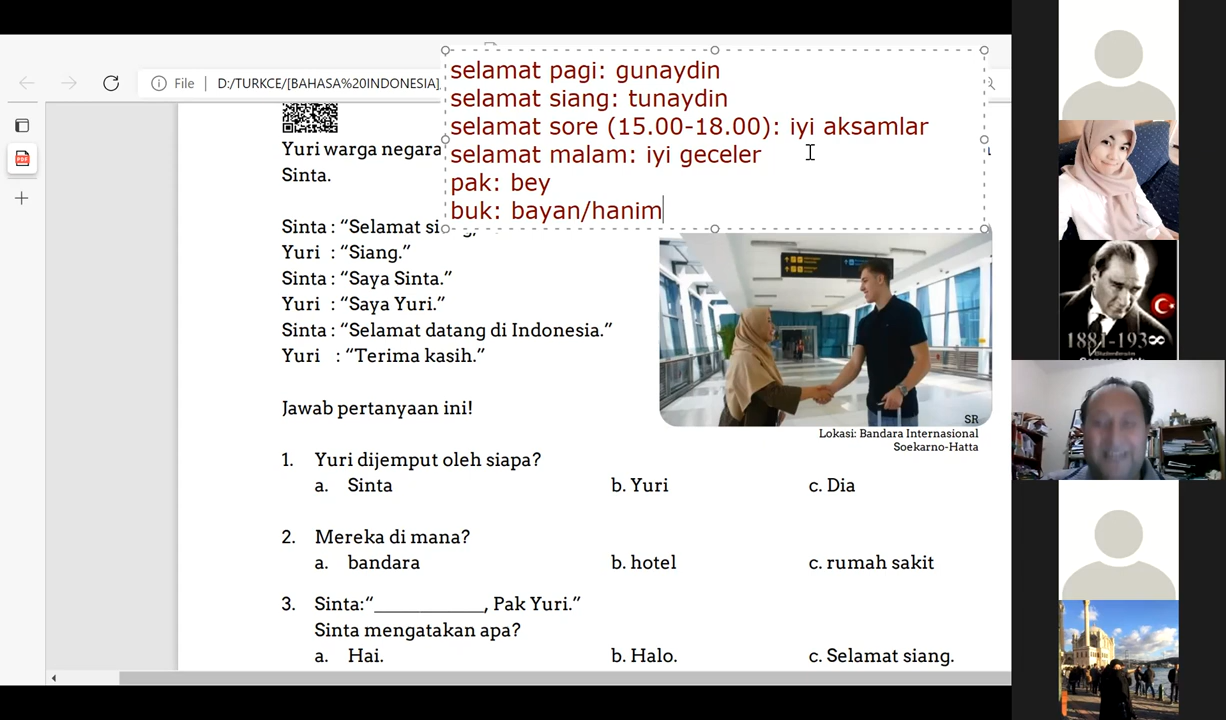 File D:/TURKCE/[BAHASA%20INDONESIA]
selamat pagi: gunaydin
selamat siang: tunaydin
selamat sore (15.00-18.00): iyi aksamlar
selamat malam: iyi geceler
pak: bey
buk: bayan/hanim
Yuri warga negara
Sinta.
Sinta : “Selamat
Yuri : “Siang.”
Sinta : “Saya Sinta.”
Yuri : “Saya Yuri.”
Sinta : “Selamat datang di Indonesia.”
Yuri : “Terima kasih.”
SR
Lokasi: Bandara Internasional
Soekarno-Hatta
Jawab pertanyaan ini!
1. Yuri dijemput oleh siapa?
a. Sinta b. Yuri c. Dia
2. Mereka di mana?
a. bandara b. hotel c. rumah sakit
3. Sinta:“____________, Pak Yuri.”
Sinta mengatakan apa?
a. Hai. b. Halo. c. Selamat siang.
1881-193∞